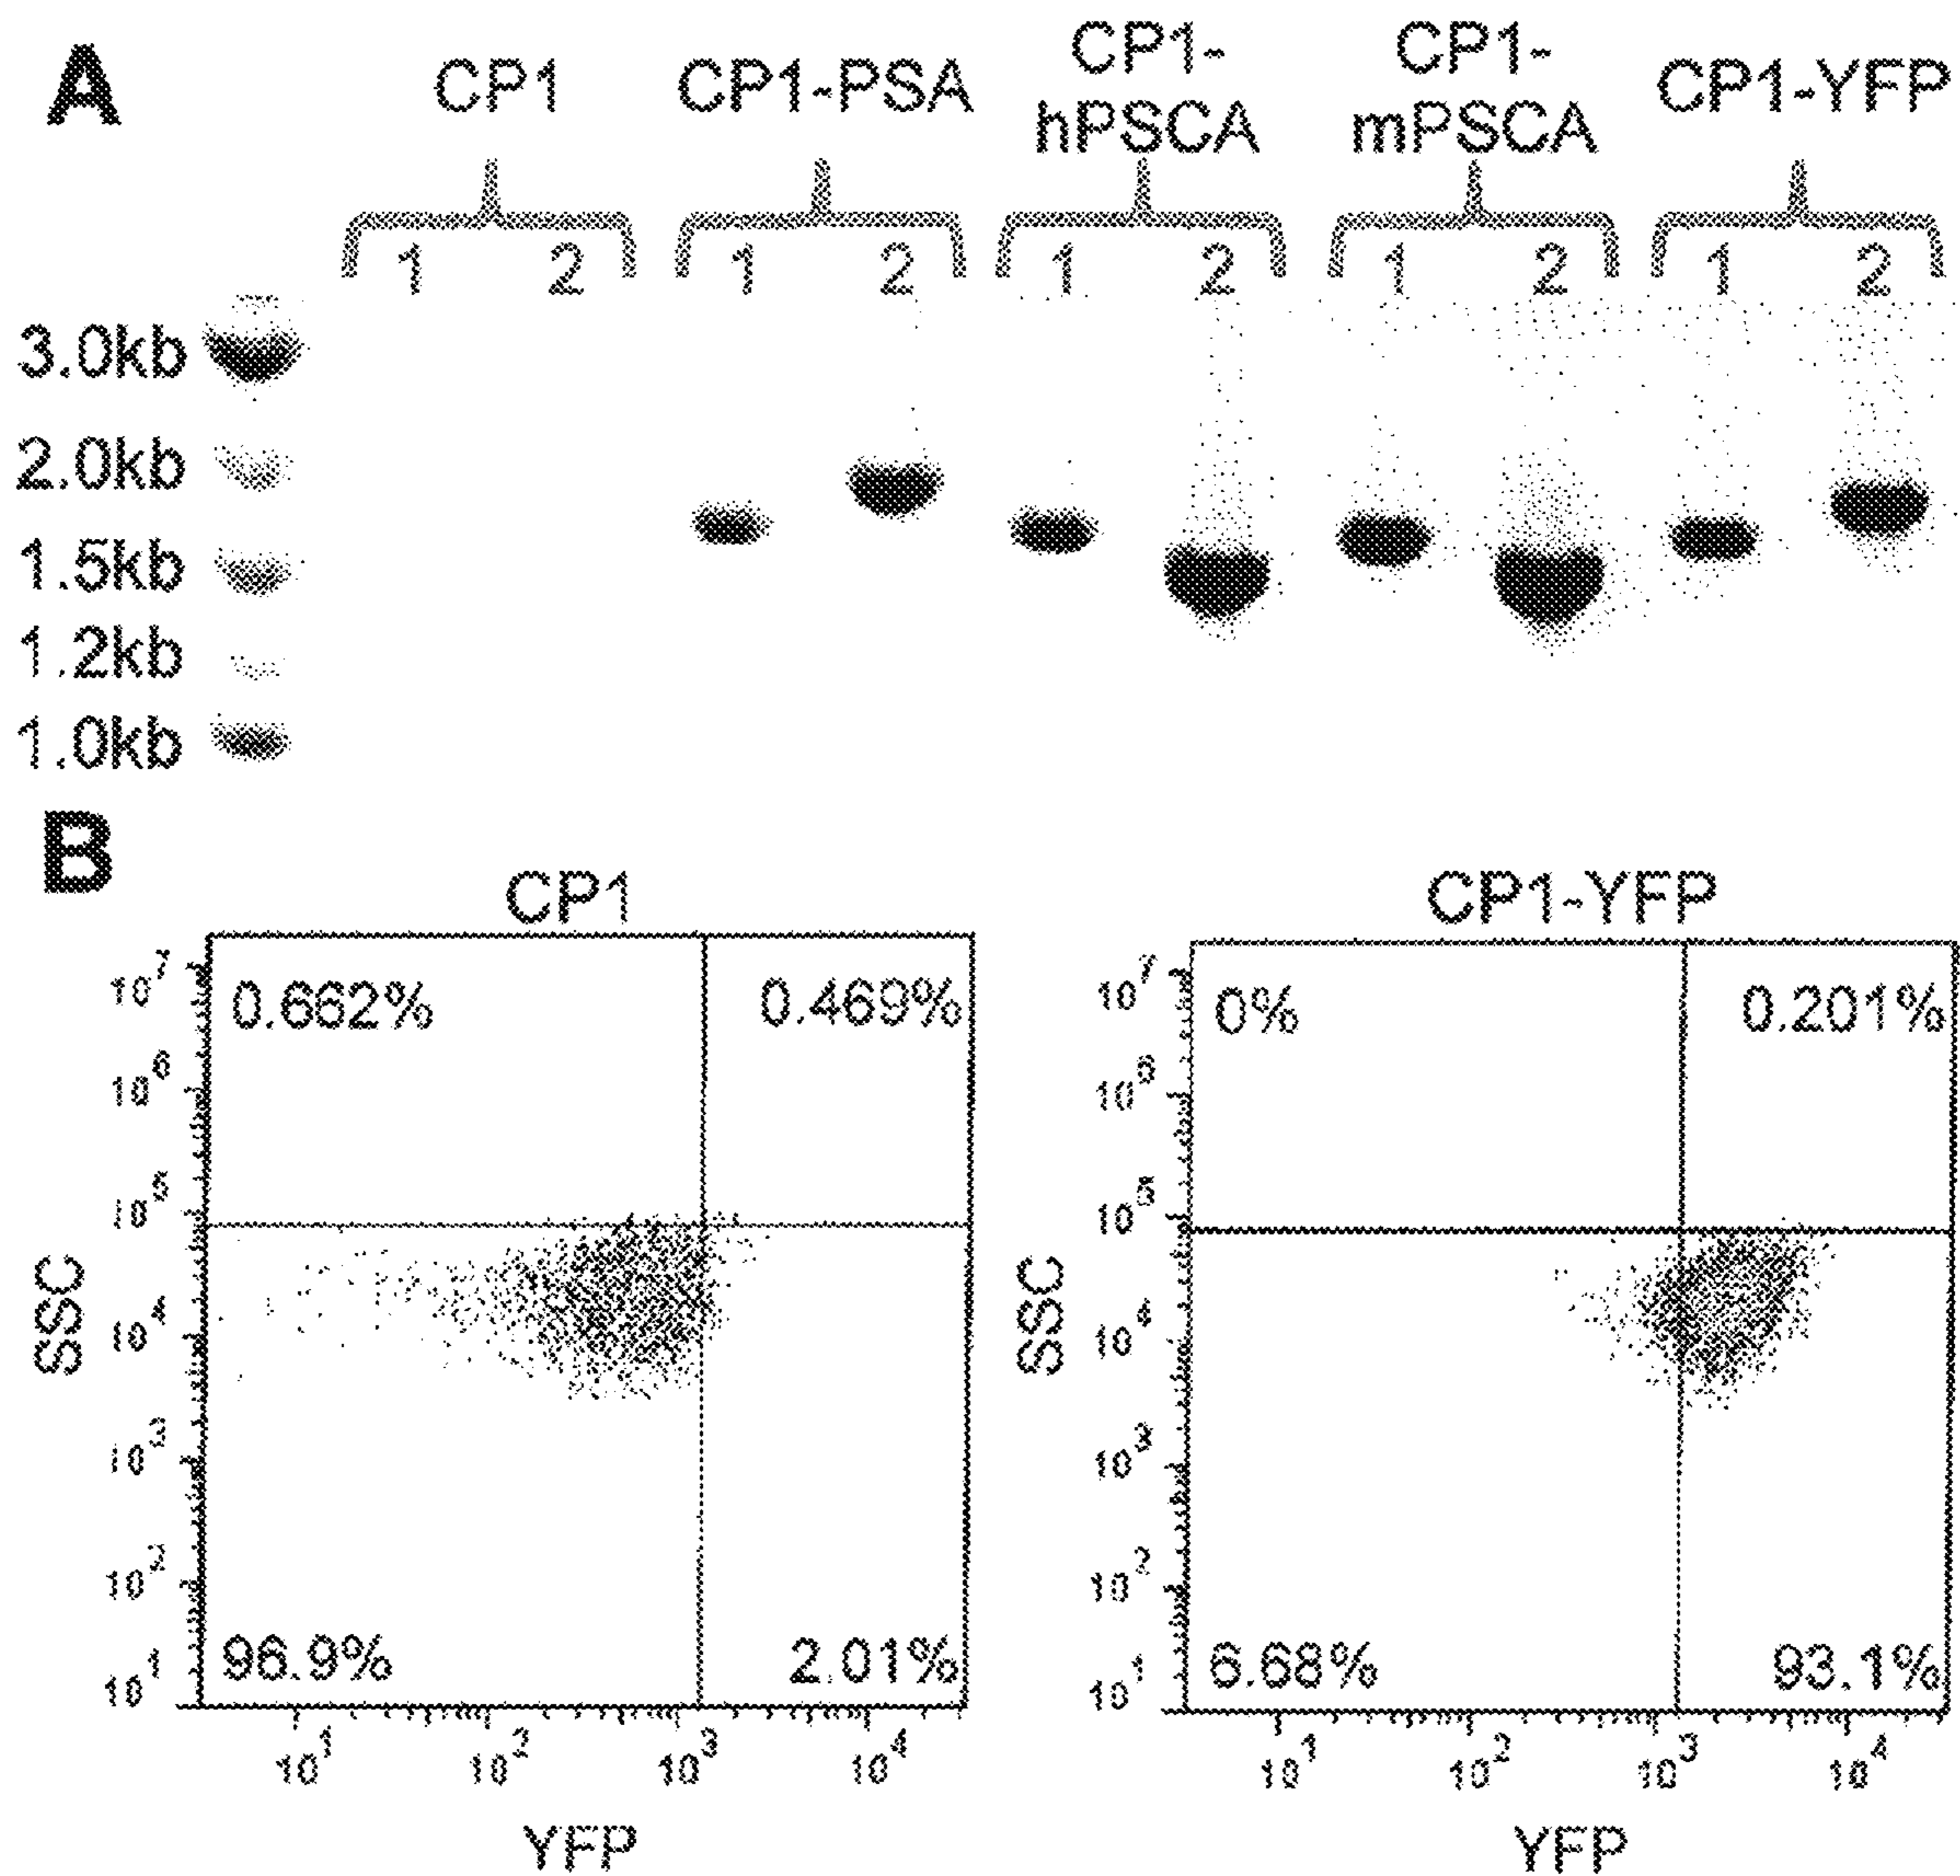 A
CP1
CP1-PSA
CP1-
hPSCA
CP1-
mPSCA
CP1-YFP
1 2 1 2 1 2 1 2 1 2
3.0kb
2.0kb
1.5kb
1.2kb
1.0kb
B
CP1
0.662%
0.469%
96.9%
2.01%
10^7
10^6
10^5
10^4
10^3
10^2
10^1
SSC
10^1 10^2 10^3 10^4
YFP
CP1-YFP
0%
0.201%
6.68%
93.1%
10^7
10^6
10^5
10^4
10^3
10^2
10^1
SSC
10^1 10^2 10^3 10^4
YFP